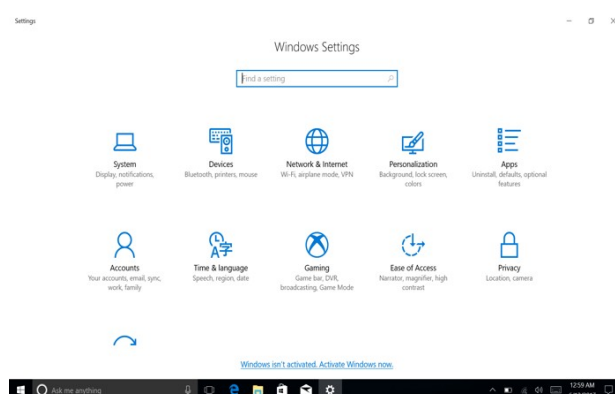 Settings
Windows Settings
Find a setting
System
Display, notifications,
power
Devices
Bluetooth, printers, mouse
Network & Internet
Wi-Fi, airplane mode, VPN
Personalization
Background, lock screen,
colors
Apps
Uninstall, defaults, optional
features
Accounts
Your accounts, email, sync,
work, family
Time & language
Speech, region, date
Gaming
Game bar, DVR,
broadcasting, Game Mode
Ease of Access
Narrator, magnifier, high
contrast
Privacy
Location, camera
Windows isn't activated. Activate Windows now.
Ask me anything
12:59 AM